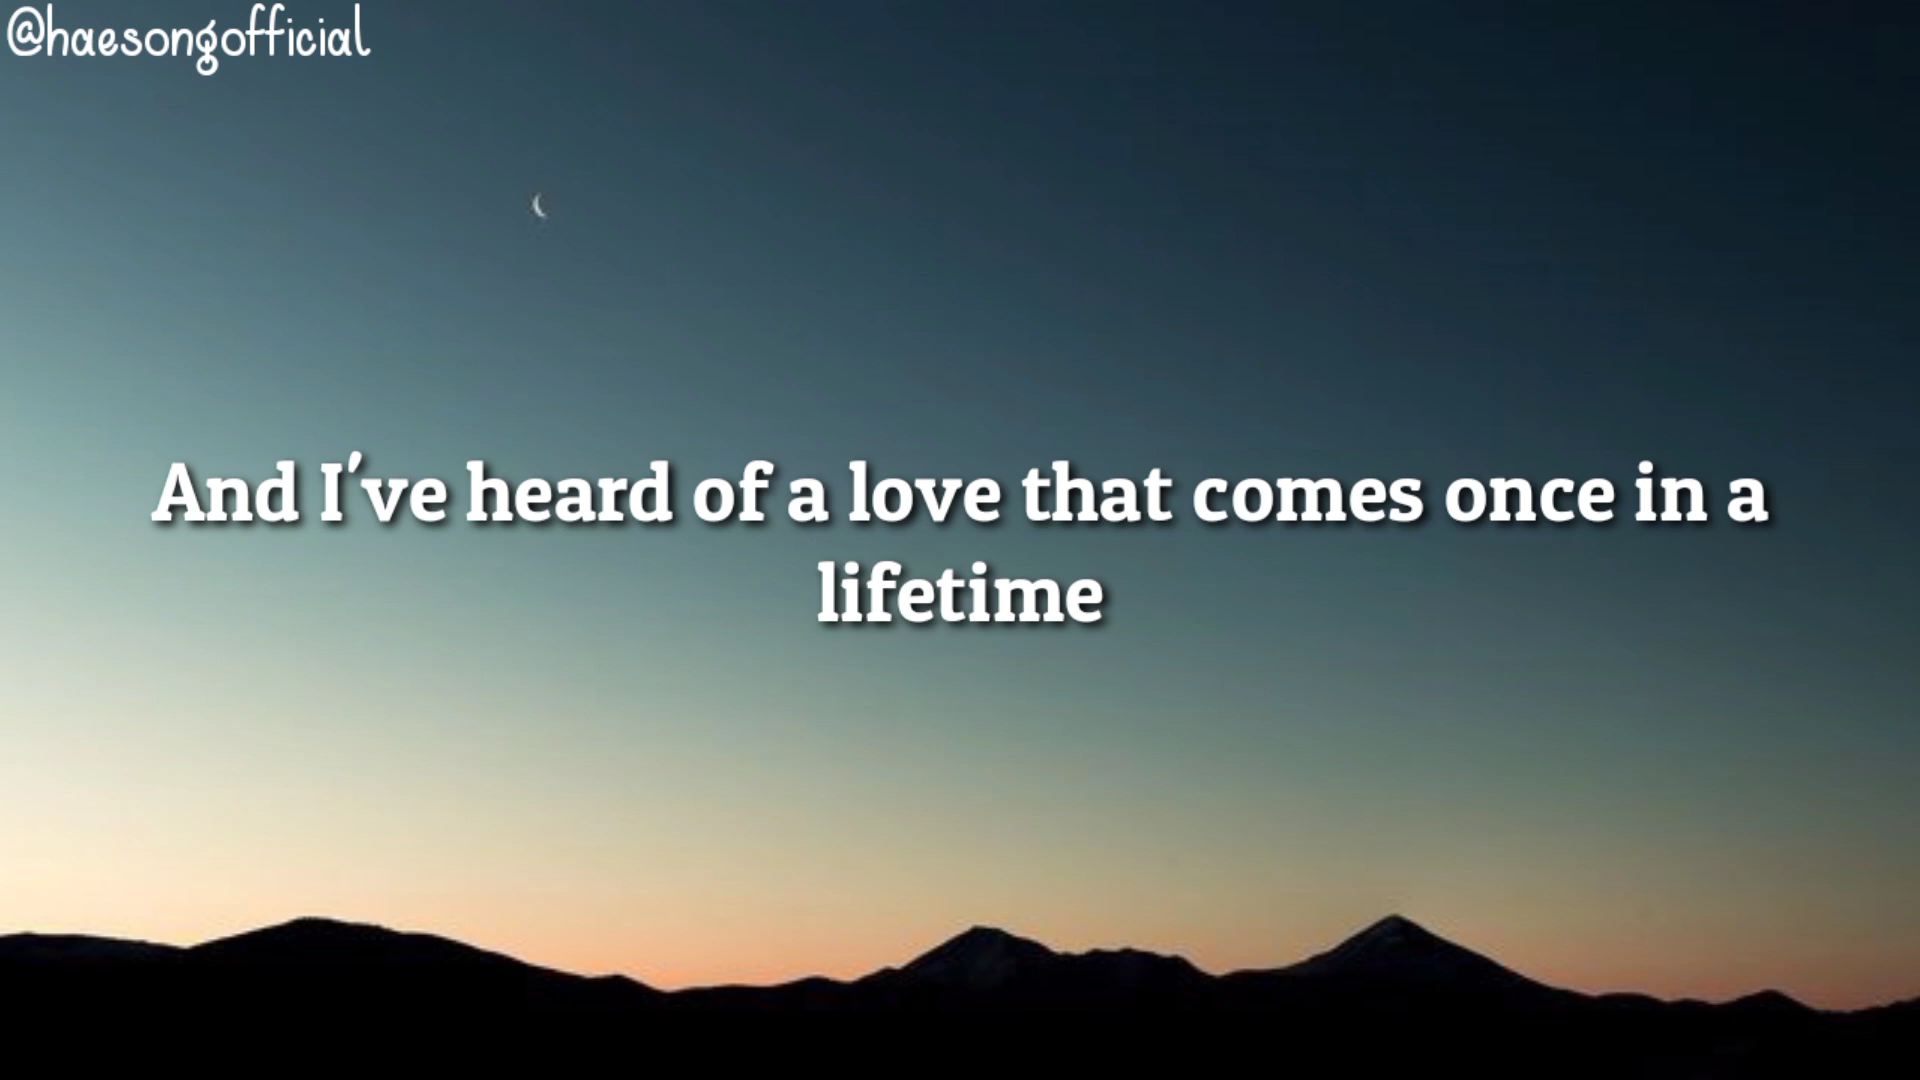 @haesongofficial
And I've heard of a love that comes once in a
lifetime